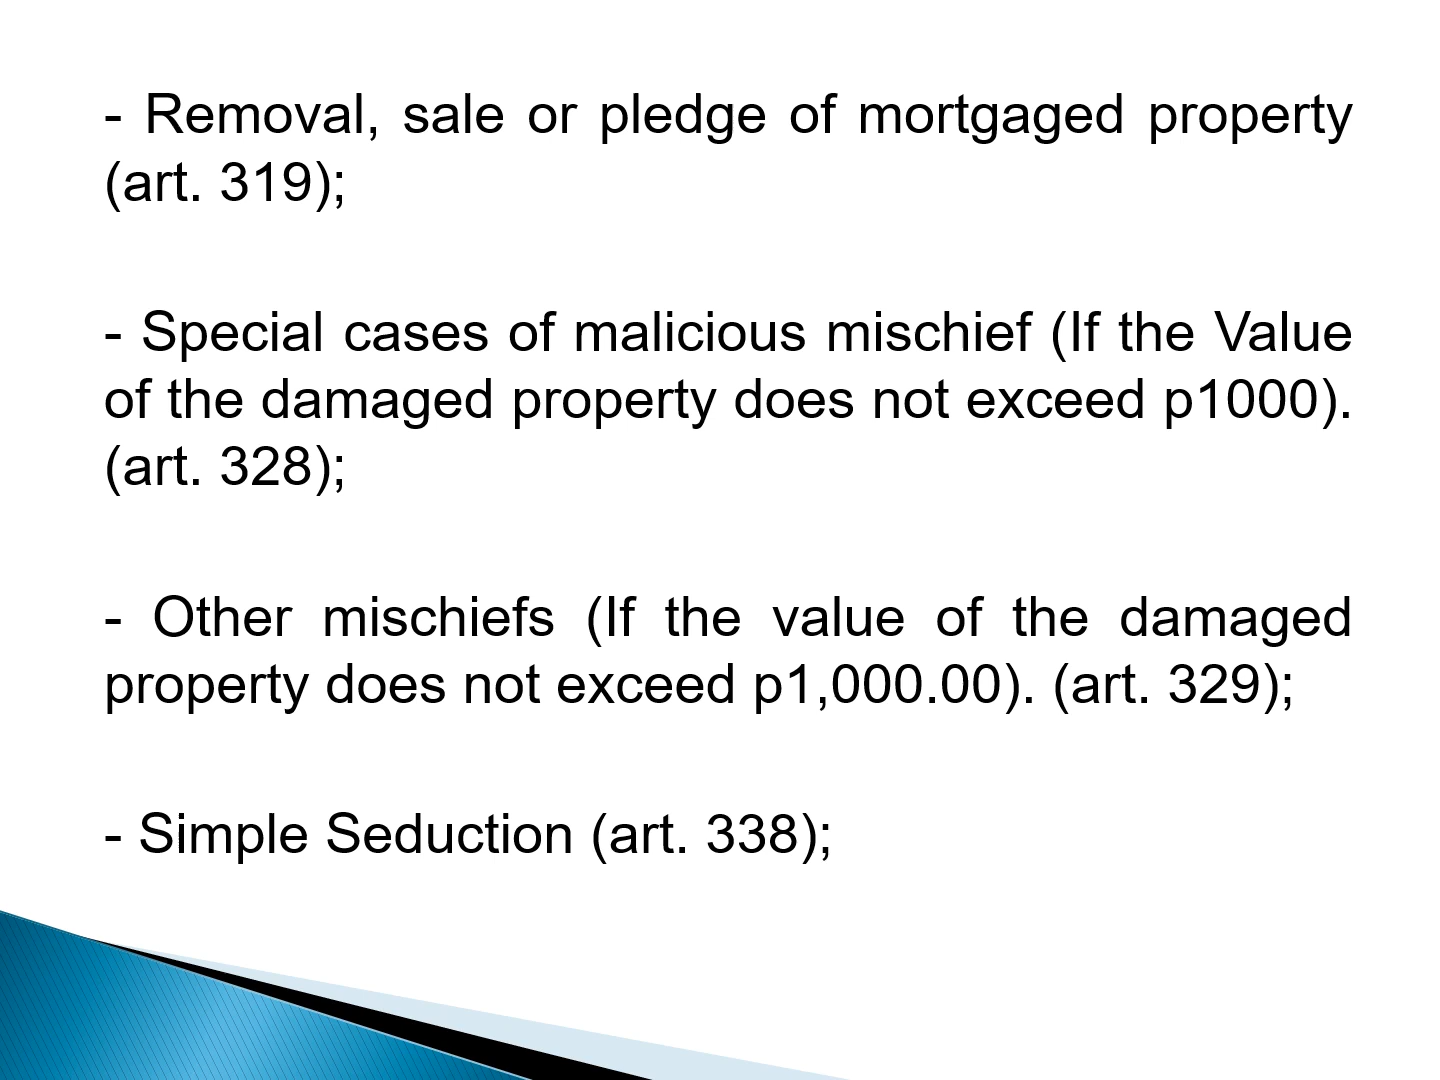 - Removal, sale or pledge of mortgaged property
(art. 319);
- Special cases of malicious mischief (If the Value
of the damaged property does not exceed p1000).
(art. 328);
- Other mischiefs (If the value of the damaged
property does not exceed p1,000.00). (art. 329);
- Simple Seduction (art. 338);